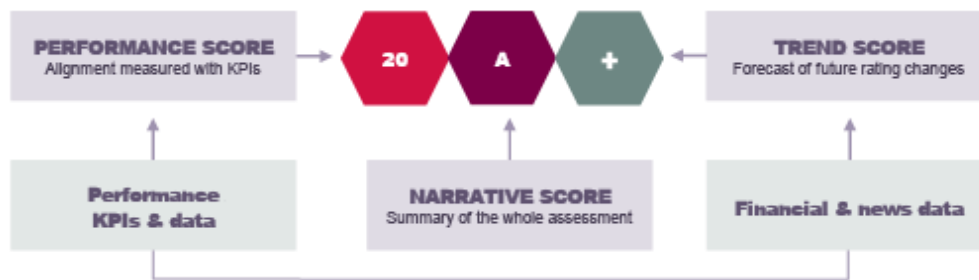 PERFORMANCE SCORE
Alignment measured with KPIs
20
A
+
TREND SCORE
Forecast of future rating changes
Performance
KPIs & data
NARRATIVE SCORE
Summary of the whole assessment
Financial & news data